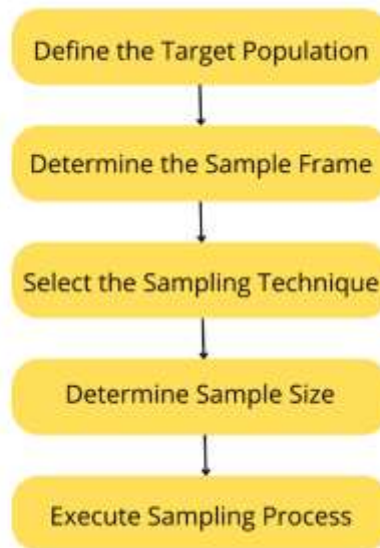 Define the Target Population
Determine the Sample Frame
Select the Sampling Technique
Determine Sample Size
Execute Sampling Process